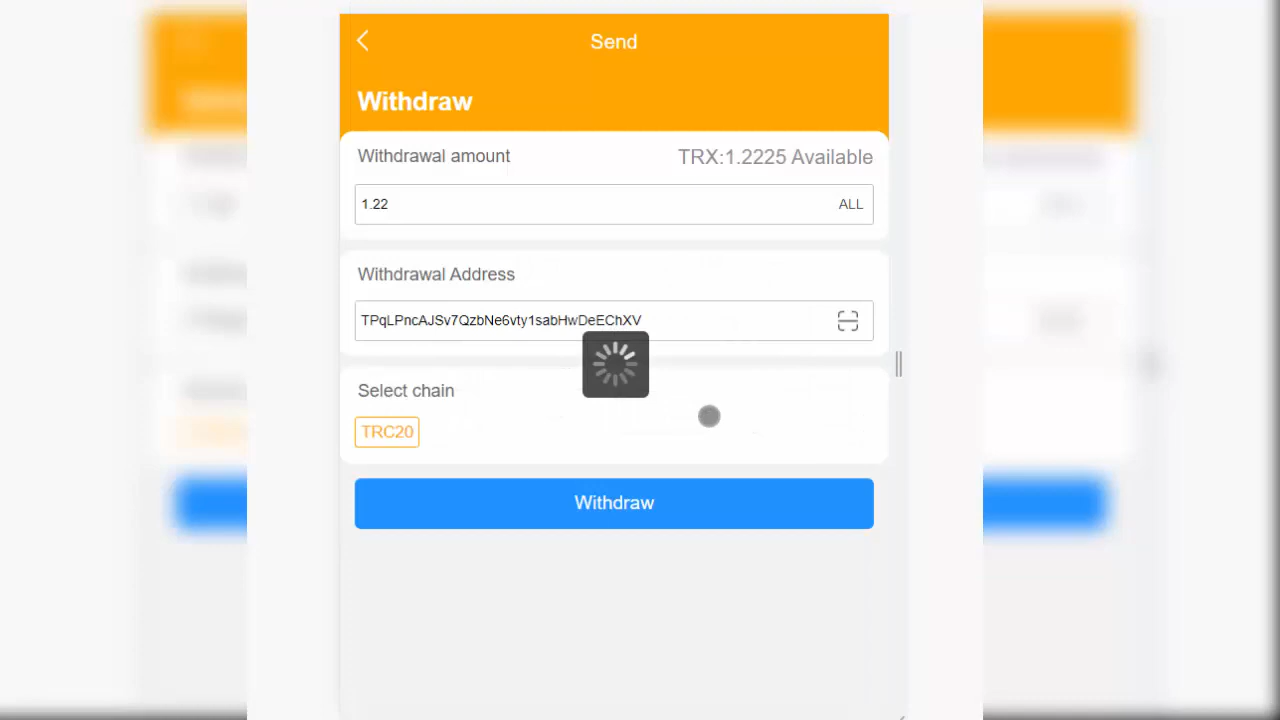 Send
Withdraw
Withdrawal amount
TRX:1.2225 Available
1.22
ALL
Withdrawal Address
TPqLPncAJSv7QzbNe6vty1sabHwDeEChXV
Select chain
TRC20
Withdraw